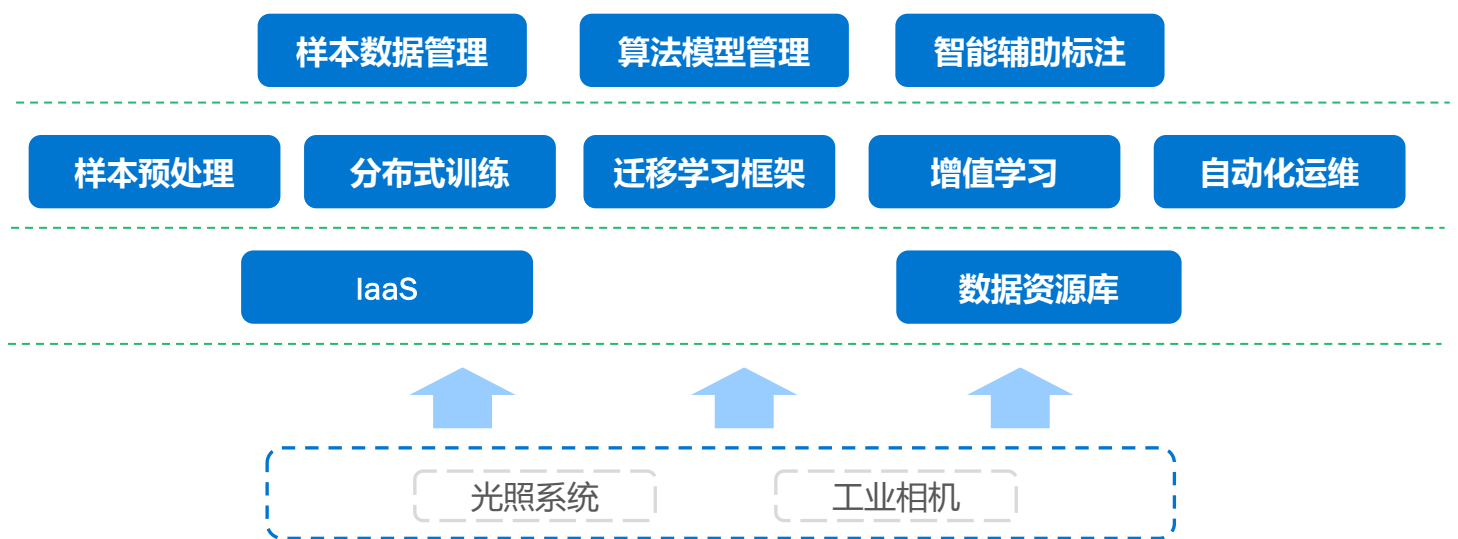 样本数据管理
算法模型管理
智能辅助标注
样本预处理
分布式训练
迁移学习框架
增值学习
自动化运维
IaaS
数据资源库
光照系统
工业相机